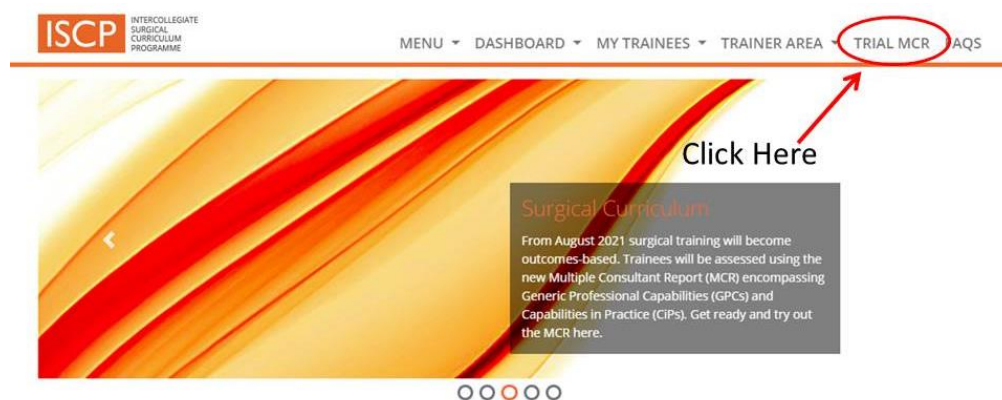 ISCP
INTERCOLLEGIATE
SURGICAL
CURRICULUM
PROGRAMME
MENU DASHBOARD MY TRAINEES TRAINER AREA TRIAL MCR FAQS
Click Here
Surgical Curriculum
From August 2021 surgical training will become
outcomes-based. Trainees will be assessed using the
new Multiple Consultant Report (MCR) encompassing
Generic Professional Capabilities (GPCs) and
Capabilities in Practice (CiPs). Get ready and try out
the MCR here.